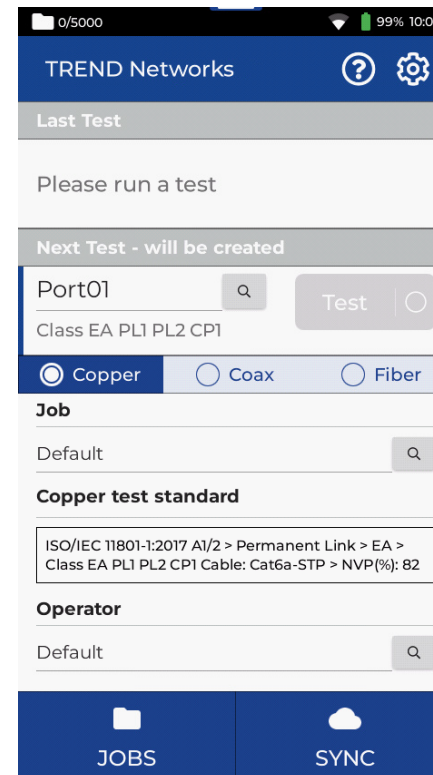 0/5000 99% 10:0
TREND Networks
Last Test
Please run a test
Next Test - will be created
Port01
Test
Class EA PL1 PL2 CP1
Copper Coax Fiber
Job
Default
Copper test standard
ISO/IEC 11801-1:2017 A1/2 > Permanent Link > EA >
Class EA PL1 PL2 CP1 Cable: Cat6a-STP > NVP(%): 82
Operator
Default
JOBS SYNC